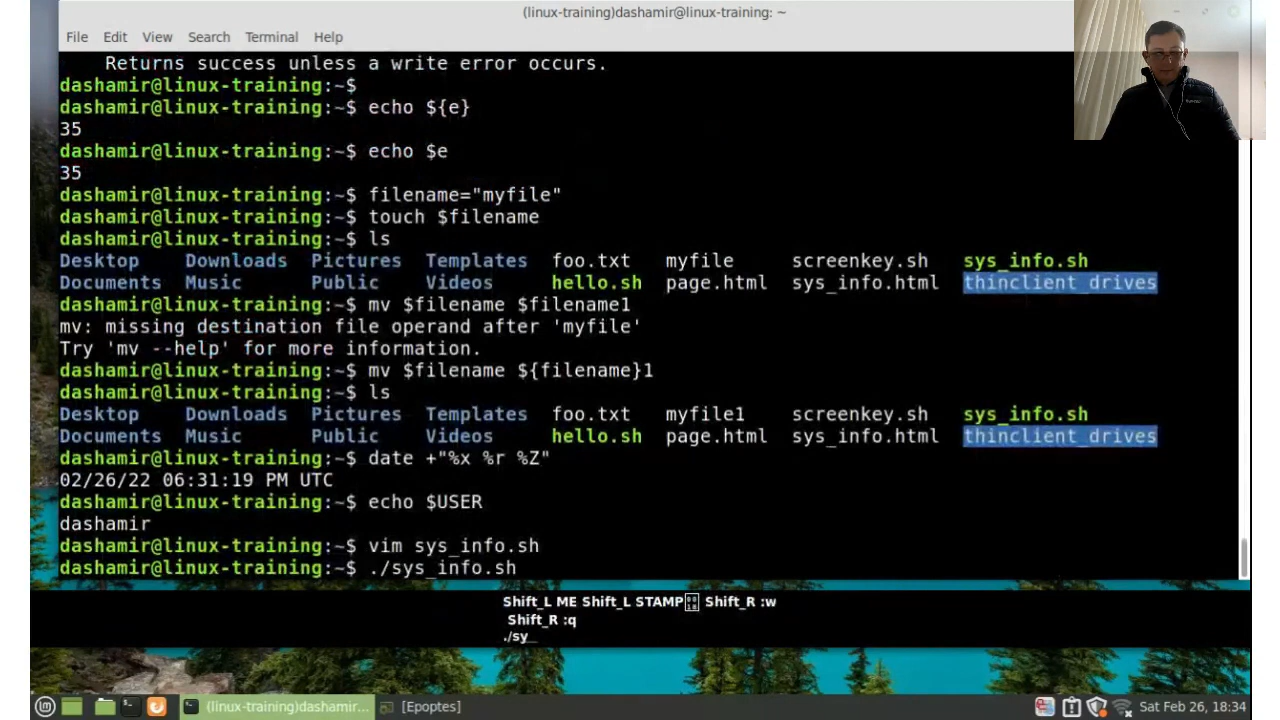 (linux-training)dashamir@linux-training: ~
File Edit View Search Terminal Help
Returns success unless a write error occurs.
dashamir@linux-training:~$
dashamir@linux-training:~$ echo ${e}
35
dashamir@linux-training:~$ echo $e
35
dashamir@linux-training:~$ filename="myfile"
dashamir@linux-training:~$ touch $filename
dashamir@linux-training:~$ ls
Desktop Downloads Pictures Templates foo.txt myfile screenkey.sh sys_info.sh
Documents Music Public Videos hello.sh page.html sys_info.html thinclient_drives
dashamir@linux-training:~$ mv $filename $filename1
mv: missing destination file operand after 'myfile'
Try 'mv --help' for more information.
dashamir@linux-training:~$ mv $filename ${filename}1
dashamir@linux-training:~$ ls
Desktop Downloads Pictures Templates foo.txt myfile1 screenkey.sh sys_info.sh
Documents Music Public Videos hello.sh page.html sys_info.html thinclient_drives
dashamir@linux-training:~$ date +"%x %r %Z"
02/26/22 06:31:19 PM UTC
dashamir@linux-training:~$ echo $USER
dashamir
dashamir@linux-training:~$ vim sys_info.sh
dashamir@linux-training:~$ ./sys_info.sh
Shift_L ME Shift_L STAMP Shift_R :w
Shift_R :q
./sy_
(linux-training)dashamir... [Epoptes] Sat Feb 26, 18:34